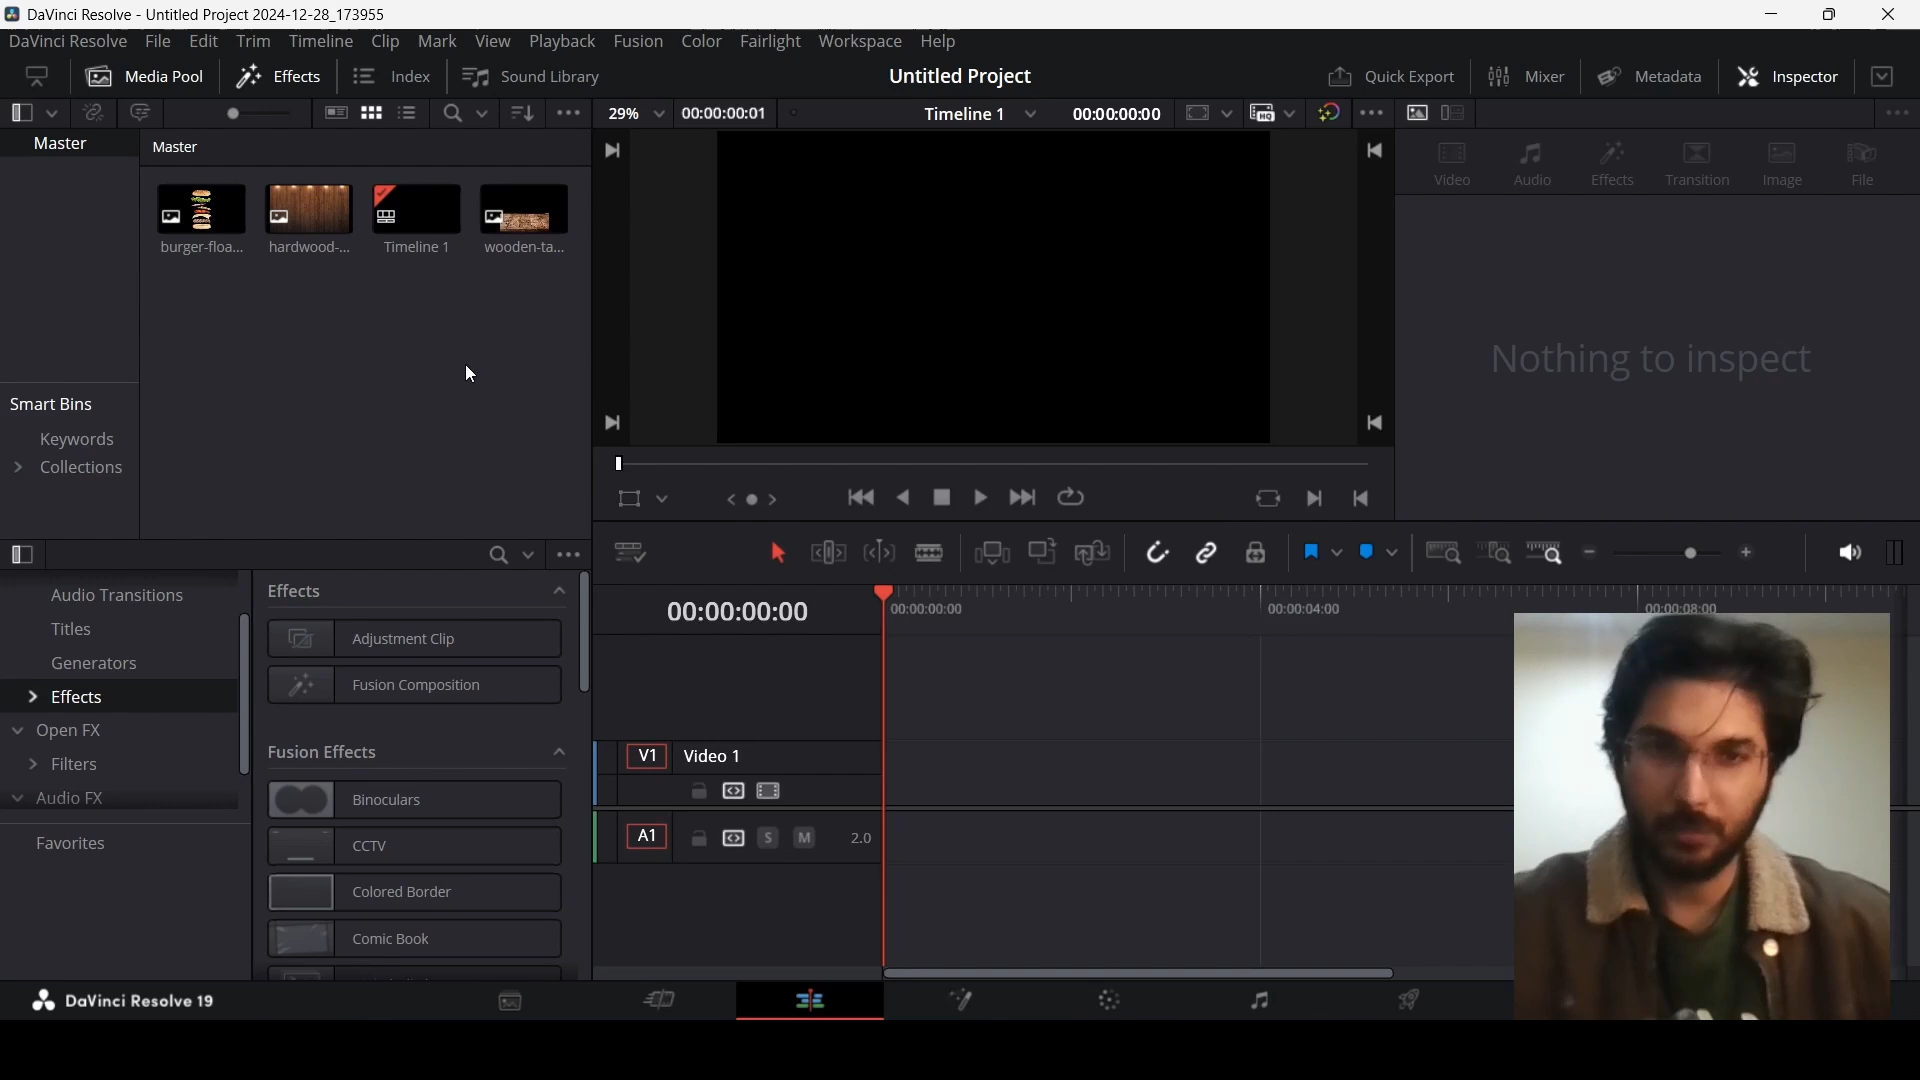 DaVinci Resolve - Untitled Project 2024-12-28_173955
DaVinci Resolve File Edit Trim Timeline Clip Mark View Playback Fusion Color Fairlight Workspace Help
Media Pool Effects Index Sound Library Untitled Project Quick Export Mixer Metadata Inspector
29% 00:00:00:01 Timeline 1 00:00:00:00
Master Master
Video Audio Effects Transition Image File
burger-floa... hardwood-... Timeline 1 wooden-ta...
Nothing to inspect
Smart Bins
Keywords
Collections
Audio Transitions
Titles
Generators
Effects
Open FX
Filters
Audio FX
Favorites
Effects
Adjustment Clip
Fusion Composition
Fusion Effects
Binoculars
CCTV
Colored Border
Comic Book
00:00:00:00 00:00:00:00 00:00:04:00 00:00:08:00
V1 Video 1
A1 S M 2.0
DaVinci Resolve 19